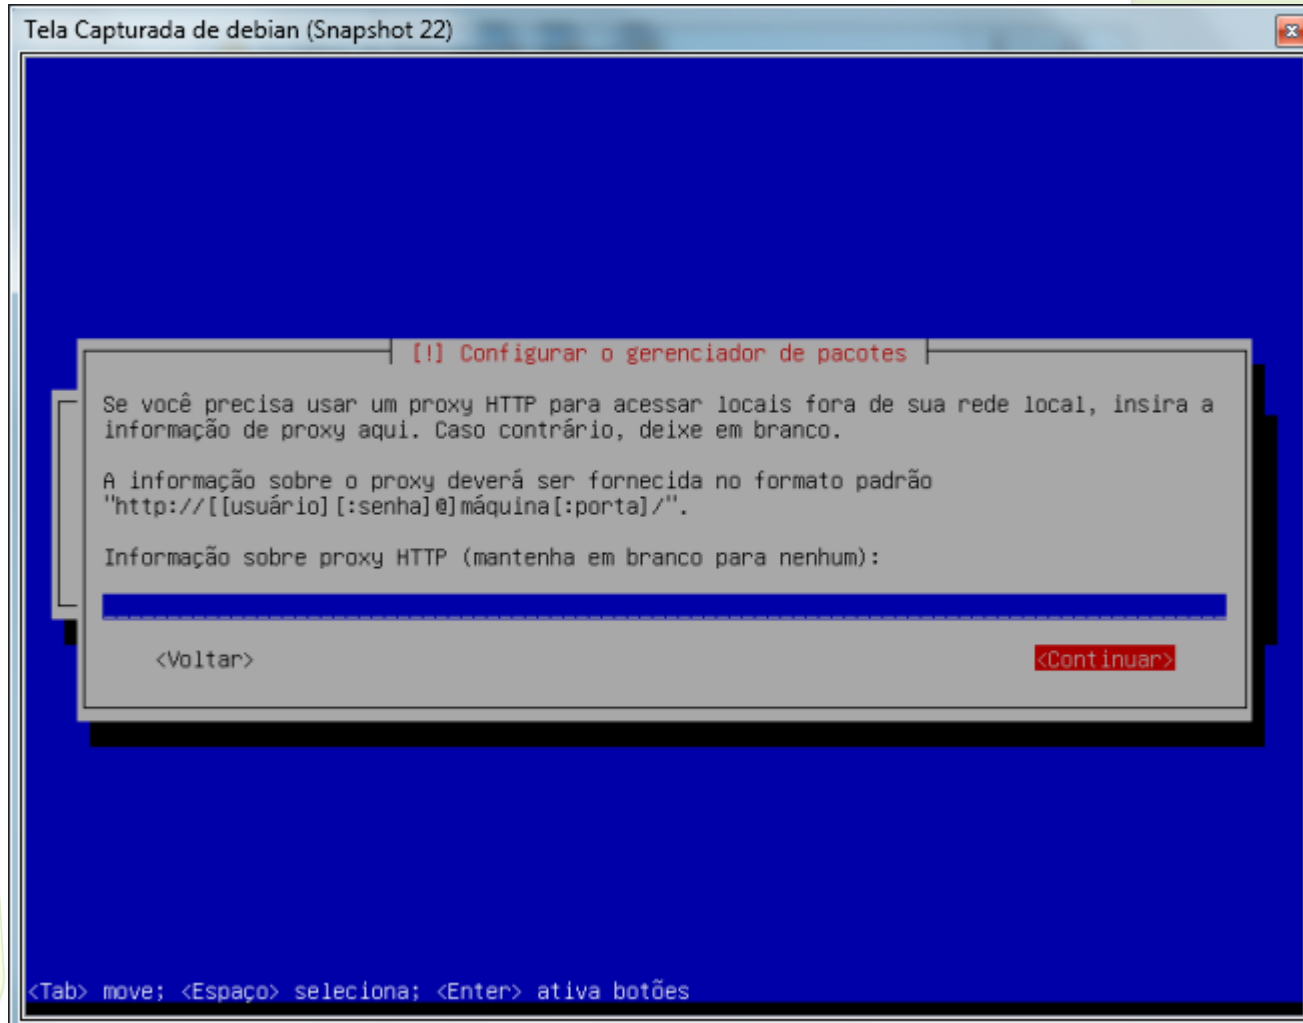 Tela Capturada de debian (Snapshot 22)
[!] Configurar o gerenciador de pacotes
Se você precisa usar um proxy HTTP para acessar locais fora de sua rede local, insira a
informação de proxy aqui. Caso contrário, deixe em branco.
A informação sobre o proxy deverá ser fornecida no formato padrão
"http://[[usuário][:senha]@]máquina[:porta]/".
Informação sobre proxy HTTP (mantenha em branco para nenhum):
<Voltar> <Continuar>
<Tab> move; <Espaço> seleciona; <Enter> ativa botões